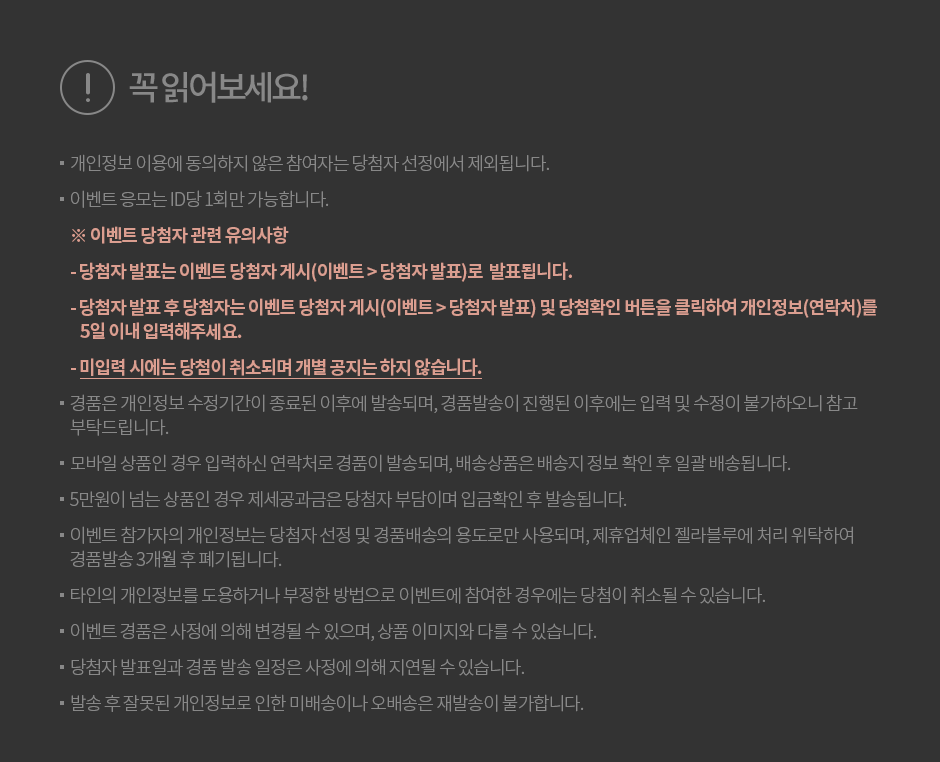 ! 꼭 읽어보세요!
▪ 개인정보 이용에 동의하지 않은 참여자는 당첨자 선정에서 제외됩니다.
▪ 이벤트 응모는 ID당 1회만 가능합니다.
※ 이벤트 당첨자 관련 유의사항
- 당첨자 발표는 이벤트 당첨자 게시(이벤트 > 당첨자 발표)로 발표됩니다.
- 당첨자 발표 후 당첨자는 이벤트 당첨자 게시(이벤트 > 당첨자 발표) 및 당첨확인 버튼을 클릭하여 개인정보(연락처)를
5일 이내 입력해주세요.
- 미입력 시에는 당첨이 취소되며 개별 공지는 하지 않습니다.
▪ 경품은 개인정보 수정기간이 종료된 이후에 발송되며, 경품발송이 진행된 이후에는 입력 및 수정이 불가하오니 참고
부탁드립니다.
▪ 모바일 상품인 경우 입력하신 연락처로 경품이 발송되며, 배송상품은 배송지 정보 확인 후 일괄 배송됩니다.
▪ 5만원이 넘는 상품인 경우 제세공과금은 당첨자 부담이며 입금확인 후 발송됩니다.
▪ 이벤트 참가자의 개인정보는 당첨자 선정 및 경품배송의 용도로만 사용되며, 제휴업체인 젤라블루에 처리 위탁하여
경품발송 3개월 후 폐기됩니다.
▪ 타인의 개인정보를 도용하거나 부정한 방법으로 이벤트에 참여한 경우에는 당첨이 취소될 수 있습니다.
▪ 이벤트 경품은 사정에 의해 변경될 수 있으며, 상품 이미지와 다를 수 있습니다.
▪ 당첨자 발표일과 경품 발송 일정은 사정에 의해 지연될 수 있습니다.
▪ 발송 후 잘못된 개인정보로 인한 미배송이나 오배송은 재발송이 불가합니다.